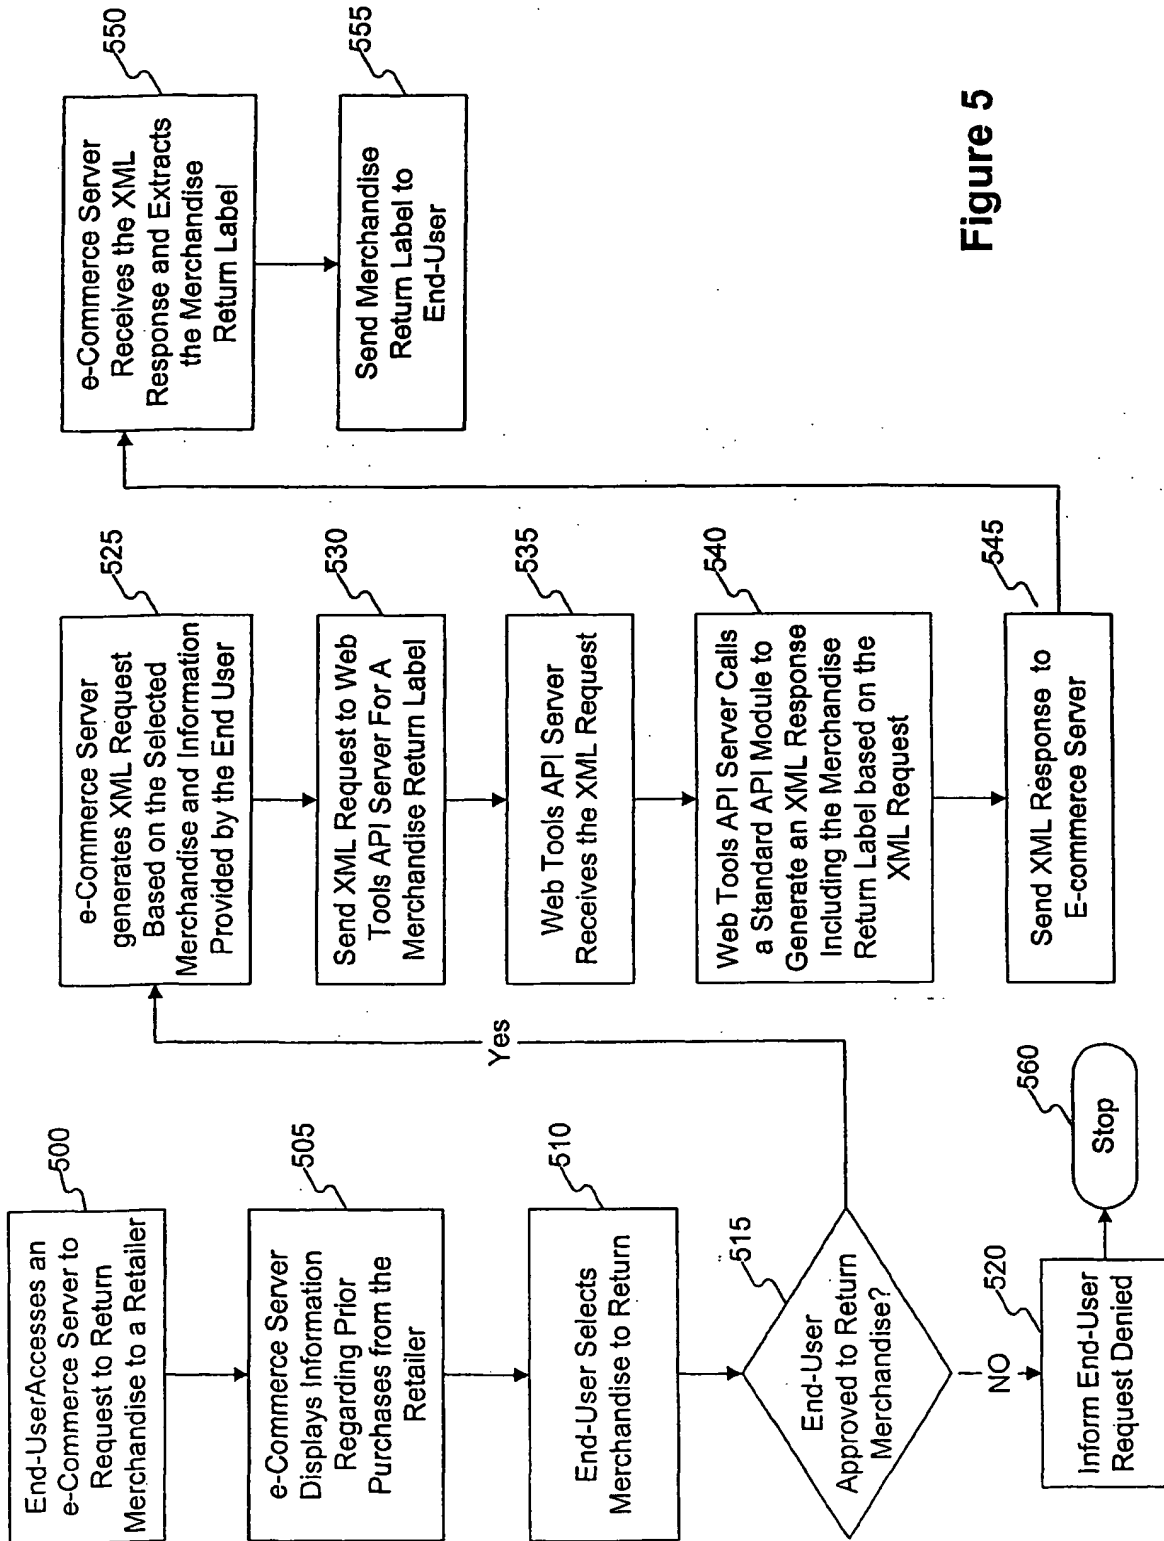 End-UserAccesses an
e-Commerce Server to
Request to Return
Merchandise to a Retailer
500
e-Commerce Server
Displays Information
Regarding Prior
Purchases from the
Retailer
505
End-User Selects
Merchandise to Return
510
End-User
Approved to Return
Merchandise?
515
Yes
NO
Inform End-User
Request Denied
520
Stop
560
e-Commerce Server
generates XML Request
Based on the Selected
Merchandise and Information
Provided by the End User
525
Send XML Request to Web
Tools API Server For A
Merchandise Return Label
530
Web Tools API Server
Receives the XML Request
535
Web Tools API Server Calls
a Standard API Module to
Generate an XML Response
Including the Merchandise
Return Label based on the
XML Request
540
Send XML Response to
E-commerce Server
545
e-Commerce Server
Receives the XML
Response and Extracts
the Merchandise
Return Label
550
Send Merchandise
Return Label to
End-User
555
Figure 5